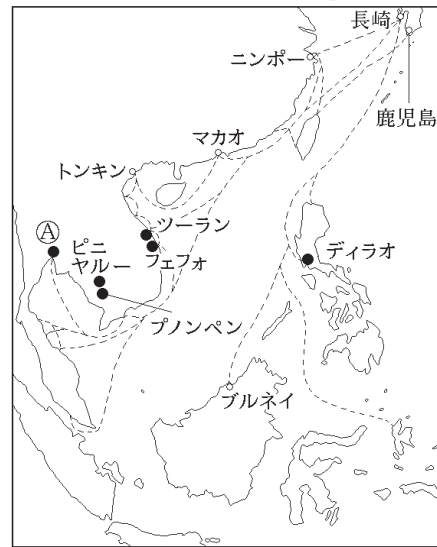 長崎
ニンポー
鹿児島
マカオ
トンキン
Ⓐ
ツーラン
ピニ
ヤルー
フェフォ
ディラオ
プノンペン
ブルネイ